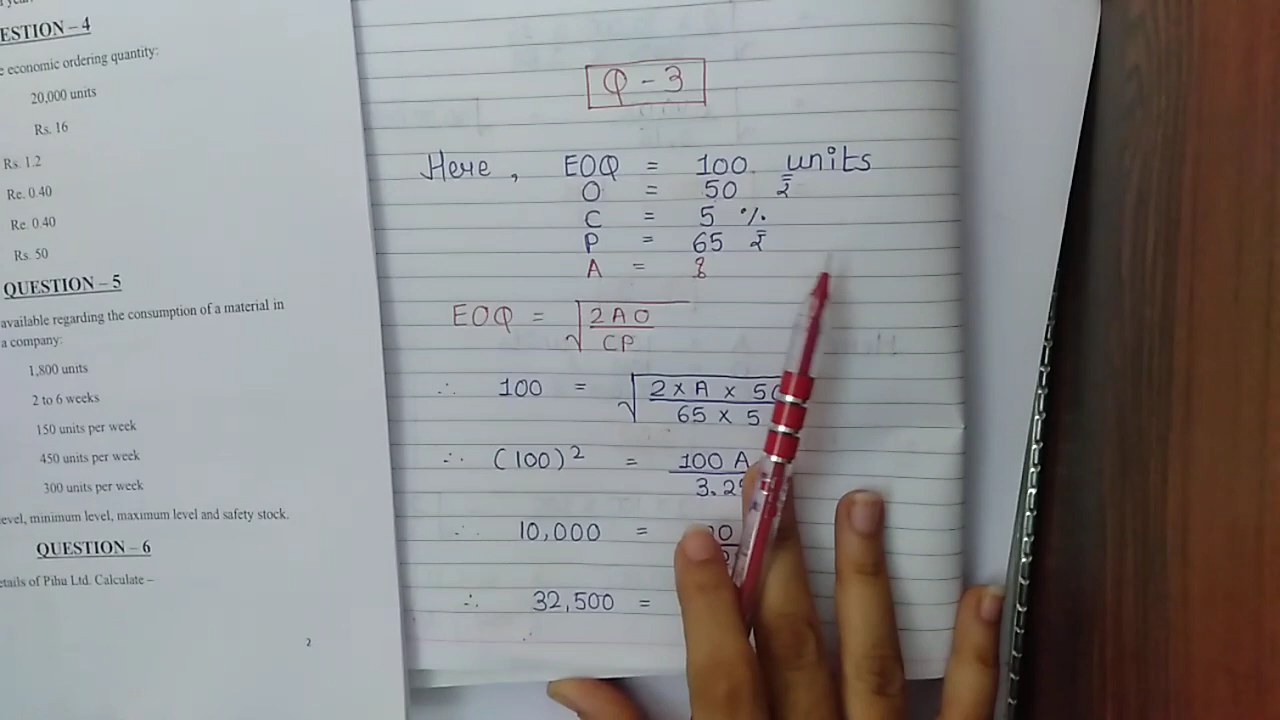 ESTION – 4
economic ordering quantity:
20,000 units
Rs. 16
Rs. 1.2
Re. 0.40
Re. 0.40
Rs. 50
QUESTION – 5
available regarding the consumption of a material in
a company:
1,800 units
2 to 6 weeks
150 units per week
450 units per week
300 units per week
level, minimum level, maximum level and safety stock.
QUESTION – 6
etails of Pihu Ltd. Calculate –
2
Q - 3
Here, EOQ = 100 units
O = 50 ₹
C = 5 %
P = 65 ₹
A = ?
EOQ = √2AO/CP
∴ 100 = √2 x A x 50/65 x 5
∴ (100)² = 100 A/3.25
∴ 10,000 =
∴ 32,500 =